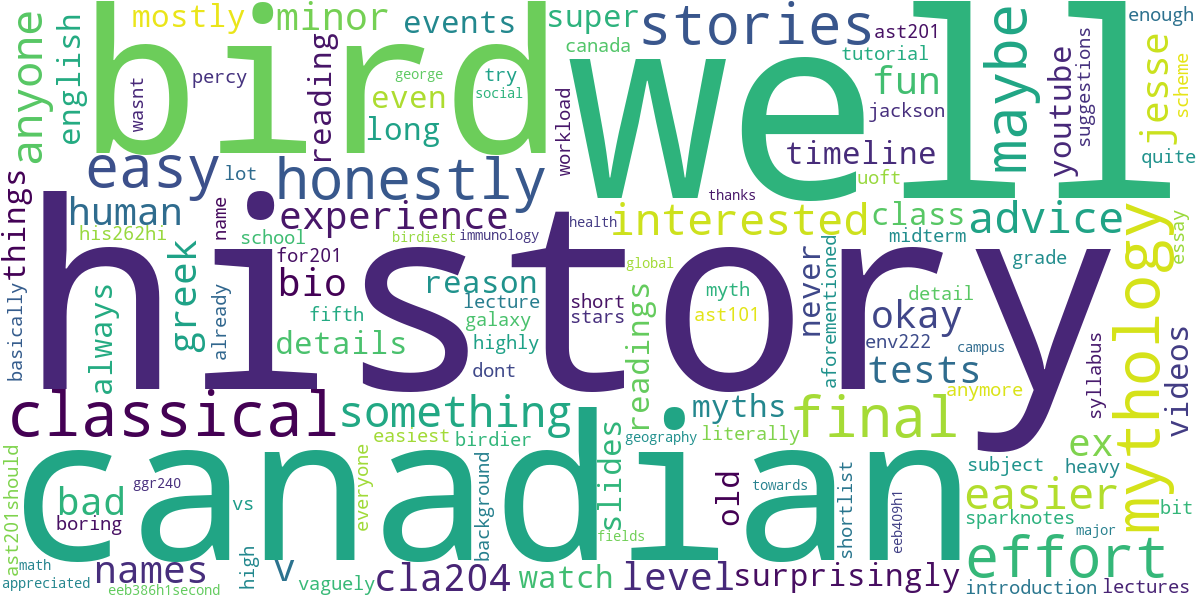 mostly
minor
events
super
stories
ast201
enough
bird
well
anyone
english
wasnt
percy
reading
george
social
try
even
long
canada
tutorial
fun
jackson
workload
maybe
youtube
suggestions
jesse
scheme
quite
timeline
uoft
easy
lot
honestly
thanks
things
human
his262hi
name
school
experience
birdiest
immunology
health
interested
class
midterm
advice
mythology
essay
history
greek
for201
bio
reason
global
aforementioned
never
grade
basically
always
already
fifth
lecture
galaxy
short
stars
myth
ast101
detail
okay
env222
campus
details
highly
dont
readings
tests
anymore
syllabus
videos
classical
something
myths
final
easiest
birdier
geography
literally
ex
canadian
ast201should
bad
boring
ggr240
vs
everyone
background
slides
old
towards
shortlist
eeb409h1
subject
heavy
easier
sparknotes
bit
major
effort
math
appreciated
names
eeb386h1second
high
v
vaguely
cla204
watch
fields
level
surprisingly
introduction
lectures